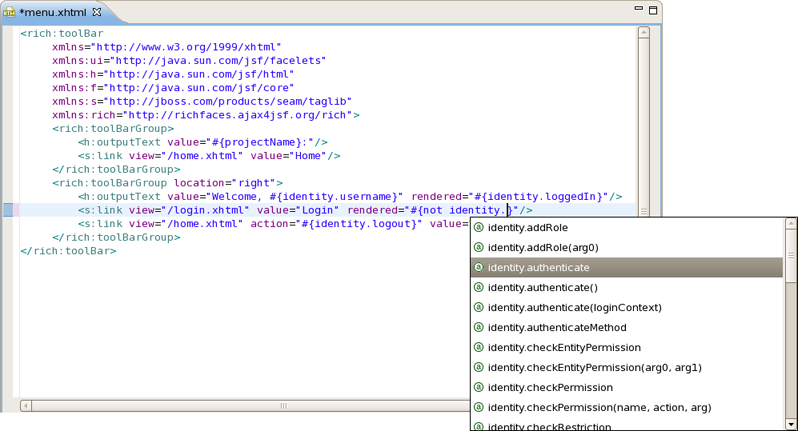 *menu.xhtml
<rich:toolBar
xmlns="http://www.w3.org/1999/xhtml"
xmlns:ui="http://java.sun.com/jsf/facelets"
xmlns:h="http://java.sun.com/jsf/html"
xmlns:f="http://java.sun.com/jsf/core"
xmlns:s="http://jboss.com/products/seam/taglib"
xmlns:rich="http://richfaces.ajax4jsf.org/rich">
<rich:toolBarGroup>
<h:outputText value="#{projectName}:"/>
<s:link view="/home.xhtml" value="Home"/>
</rich:toolBarGroup>
<rich:toolBarGroup location="right">
<h:outputText value="Welcome, #{identity.username}" rendered="#{identity.loggedIn}"/>
<s:link view="/login.xhtml" value="Login" rendered="#{not identity.}"/>
<s:link view="/home.xhtml" action="#{identity.logout}" value=
</rich:toolBarGroup>
</rich:toolBar>
identity.addRole
identity.addRole(arg0)
identity.authenticate
identity.authenticate()
identity.authenticate(loginContext)
identity.authenticateMethod
identity.checkEntityPermission
identity.checkEntityPermission(arg0, arg1)
identity.checkPermission
identity.checkPermission(name, action, arg)
identity.checkRestriction